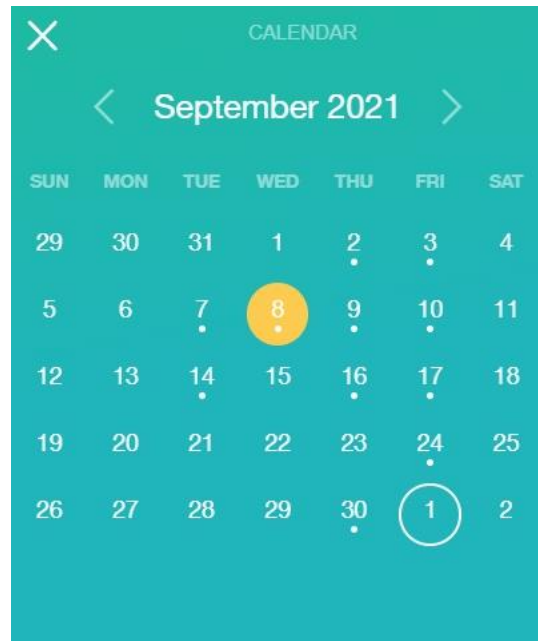 CALENDAR
September 2021
SUN MON TUE WED THU FRI SAT
29 30 31 1 2 3 4
5 6 7 8 9 10 11
12 13 14 15 16 17 18
19 20 21 22 23 24 25
26 27 28 29 30 1 2